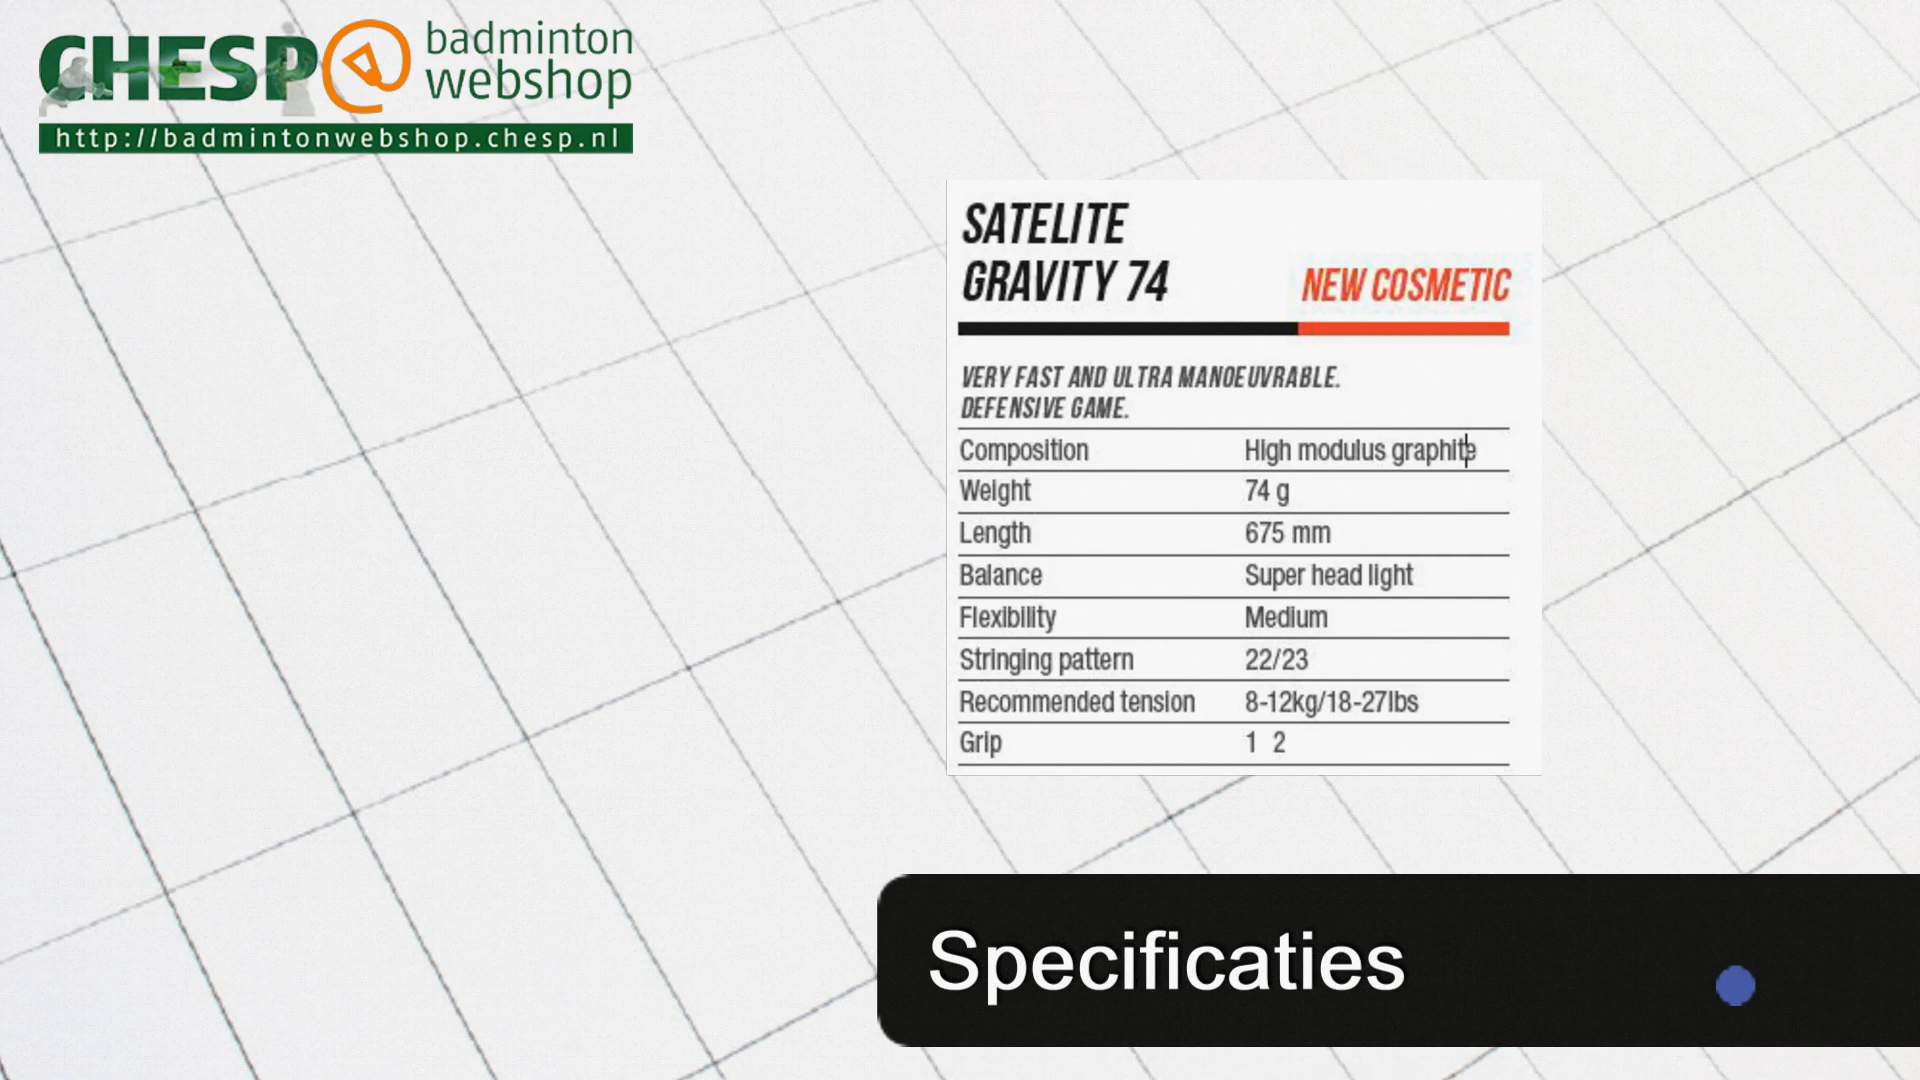 CHESP@ badminton webshop
http://badmintonwebshop.chesp.nl
SATELITE
GRAVITY 74 NEW COSMETIC
VERY FAST AND ULTRA MANOEUVRABLE.
DEFENSIVE GAME.
Composition High modulus graphite
Weight 74 g
Length 675 mm
Balance Super head light
Flexibility Medium
Stringing pattern 22/23
Recommended tension 8-12kg/18-27lbs
Grip 1 2
Specificaties